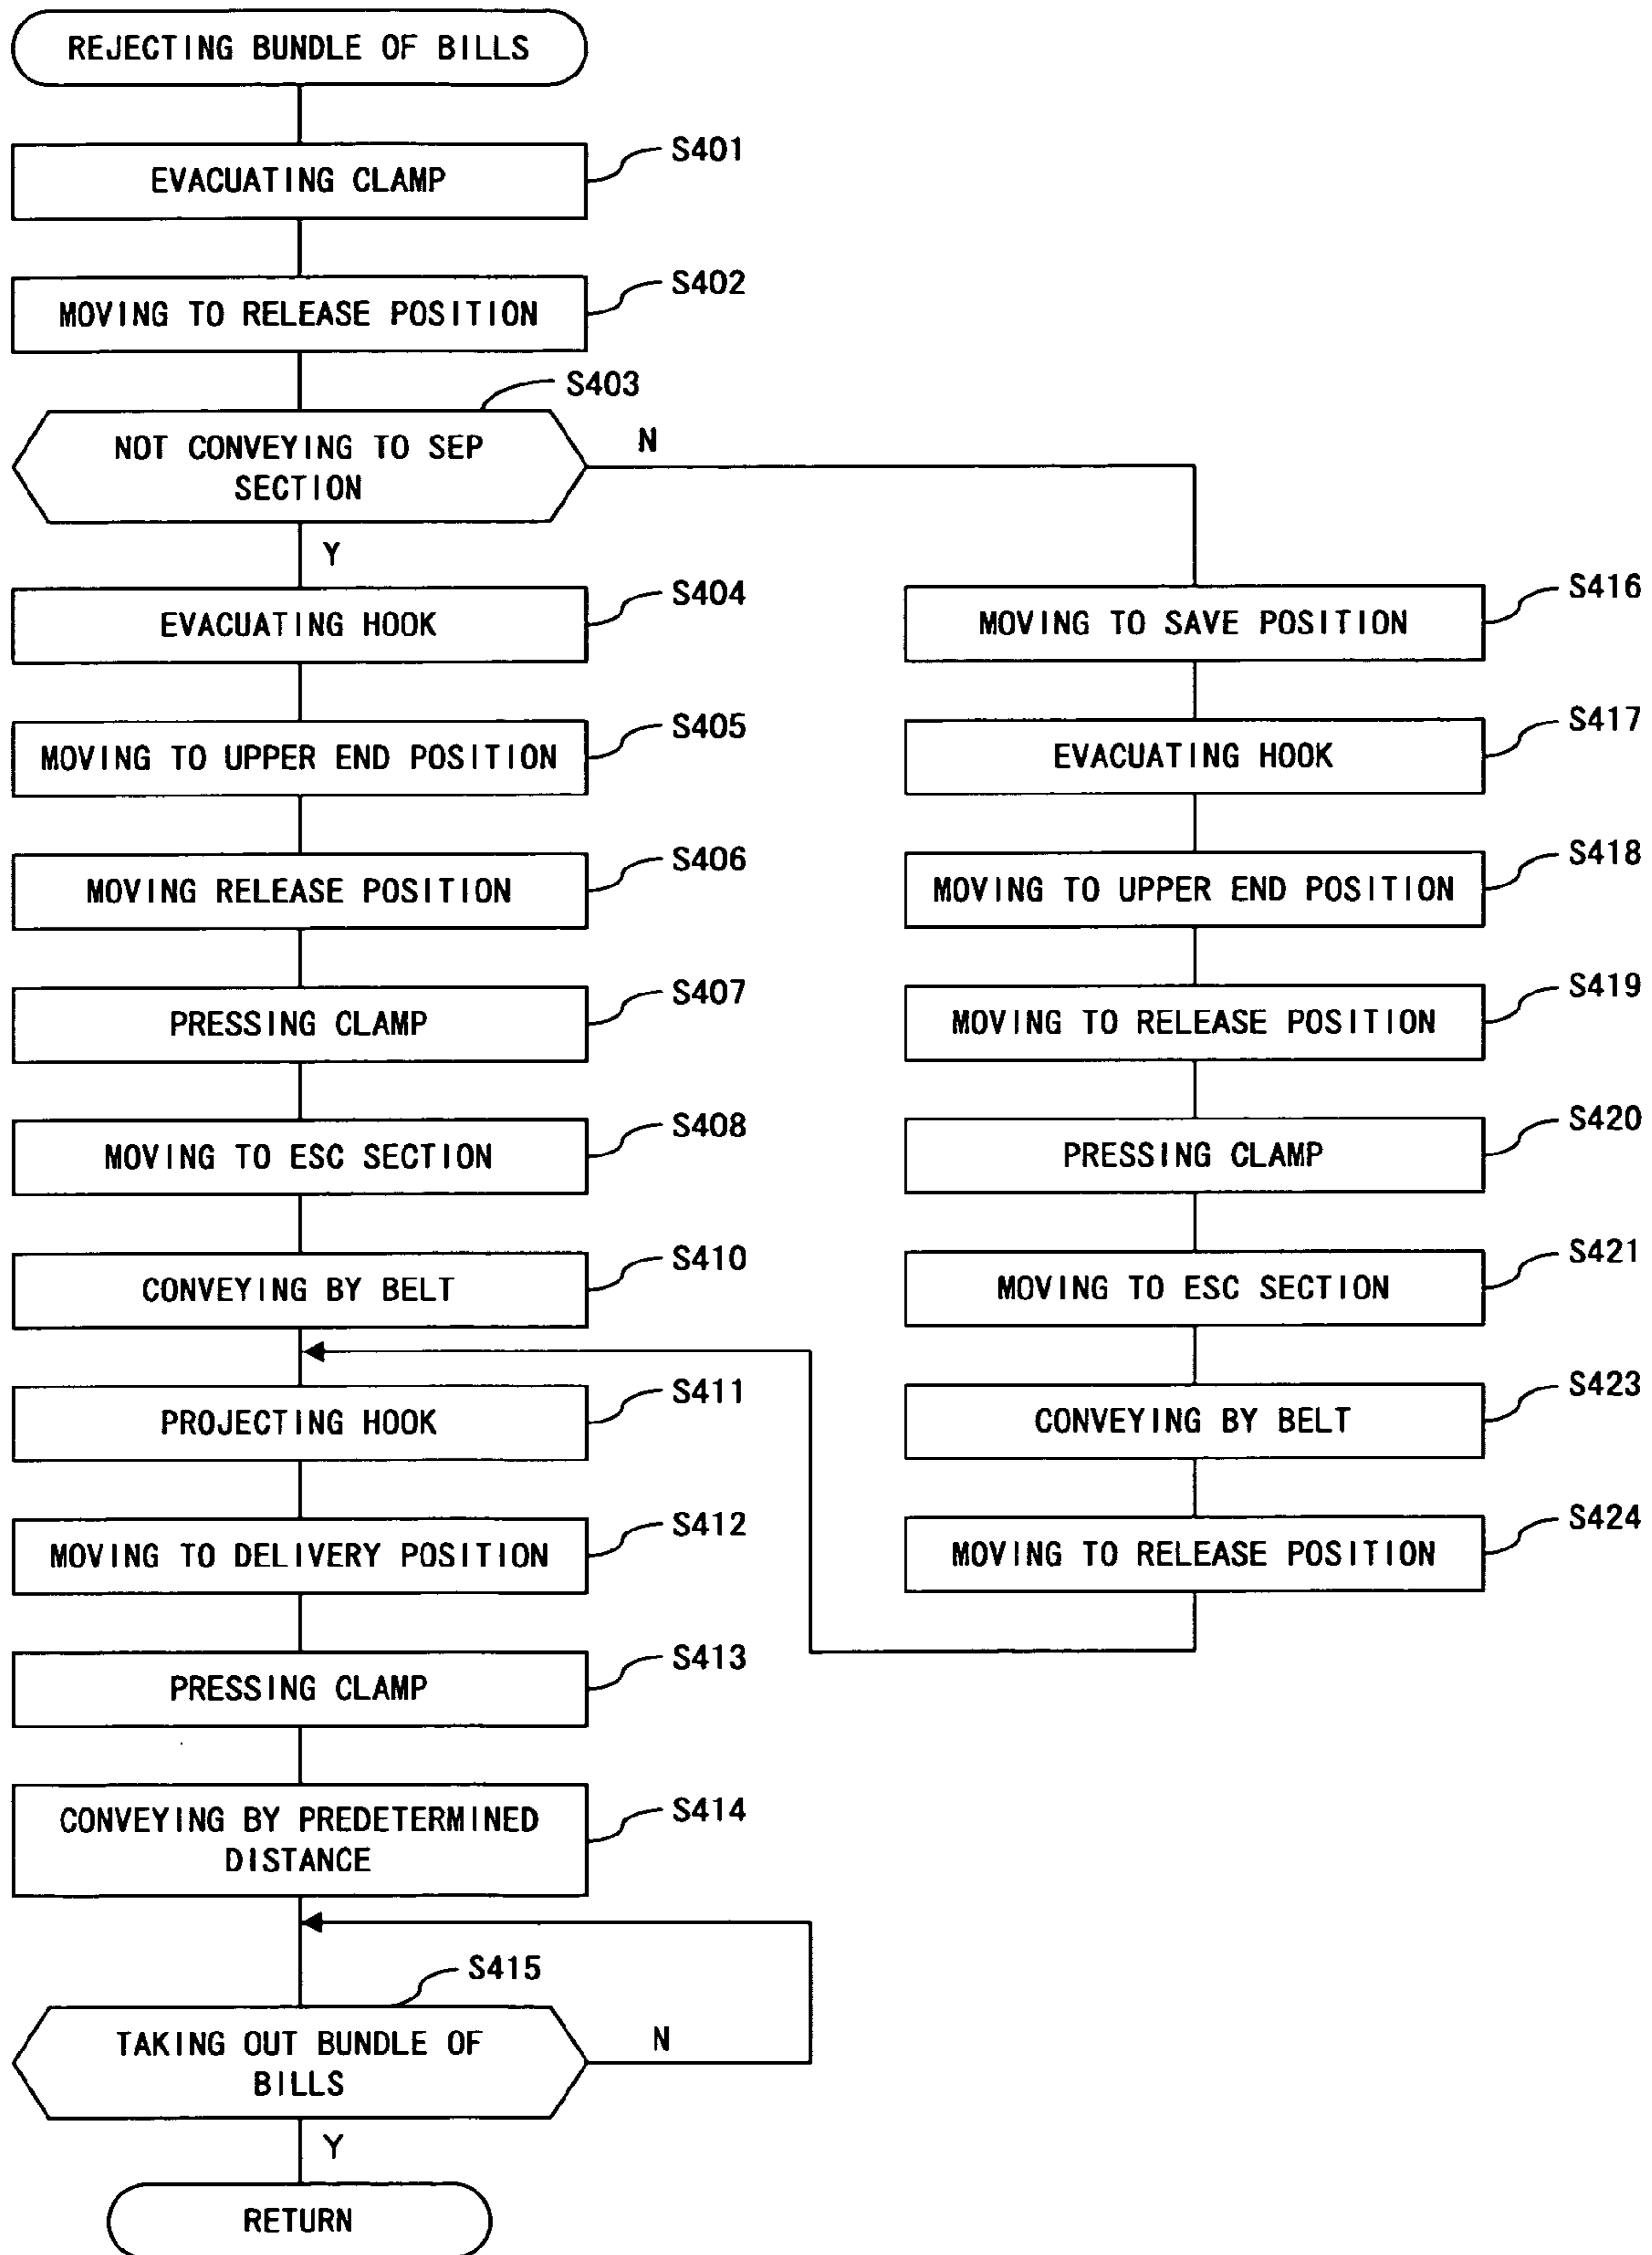 REJECTING BUNDLE OF BILLS
EVACUATING CLAMP
S401
MOVING TO RELEASE POSITION
S402
S403
NOT CONVEYING TO SEP
SECTION
N
Y
EVACUATING HOOK
S404
MOVING TO UPPER END POSITION
S405
MOVING RELEASE POSITION
S406
PRESSING CLAMP
S407
MOVING TO ESC SECTION
S408
CONVEYING BY BELT
S410
PROJECTING HOOK
S411
MOVING TO DELIVERY POSITION
S412
PRESSING CLAMP
S413
CONVEYING BY PREDETERMINED
DISTANCE
S414
S415
TAKING OUT BUNDLE OF
BILLS
N
Y
RETURN
MOVING TO SAVE POSITION
S416
EVACUATING HOOK
S417
MOVING TO UPPER END POSITION
S418
MOVING TO RELEASE POSITION
S419
PRESSING CLAMP
S420
MOVING TO ESC SECTION
S421
CONVEYING BY BELT
S423
MOVING TO RELEASE POSITION
S424